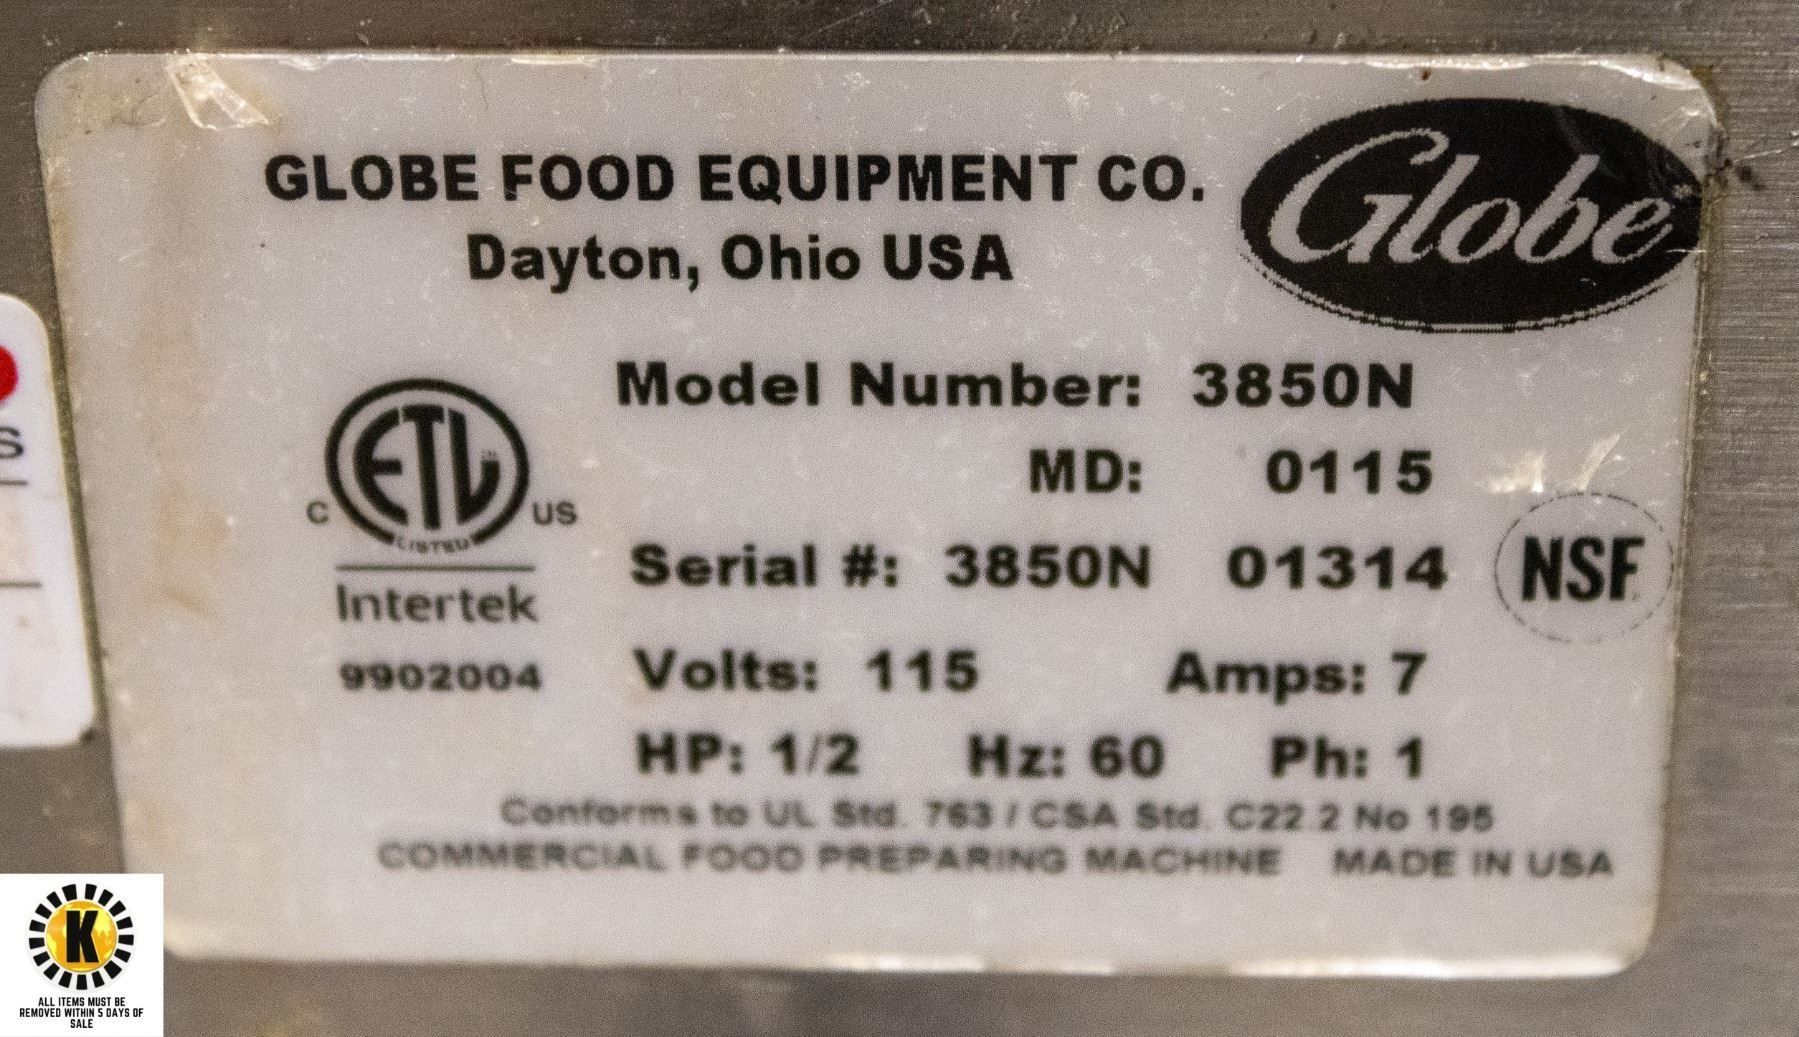 GLOBE FOOD EQUIPMENT CO.
Dayton, Ohio USA
Globe
Model Number: 3850N
MD: 0115
Serial #: 3850N 01314
Volts: 115 Amps: 7
HP: 1/2 Hz: 60 Ph: 1
Conforms to UL Std. 763 / CSA Std. C22.2 No 195
COMMERCIAL FOOD PREPARING MACHINE MADE IN USA
ETL
C US
LISTED
Intertek
9902004
NSF
S
K
ALL ITEMS MUST BE
REMOVED WITHIN 5 DAYS OF
SALE